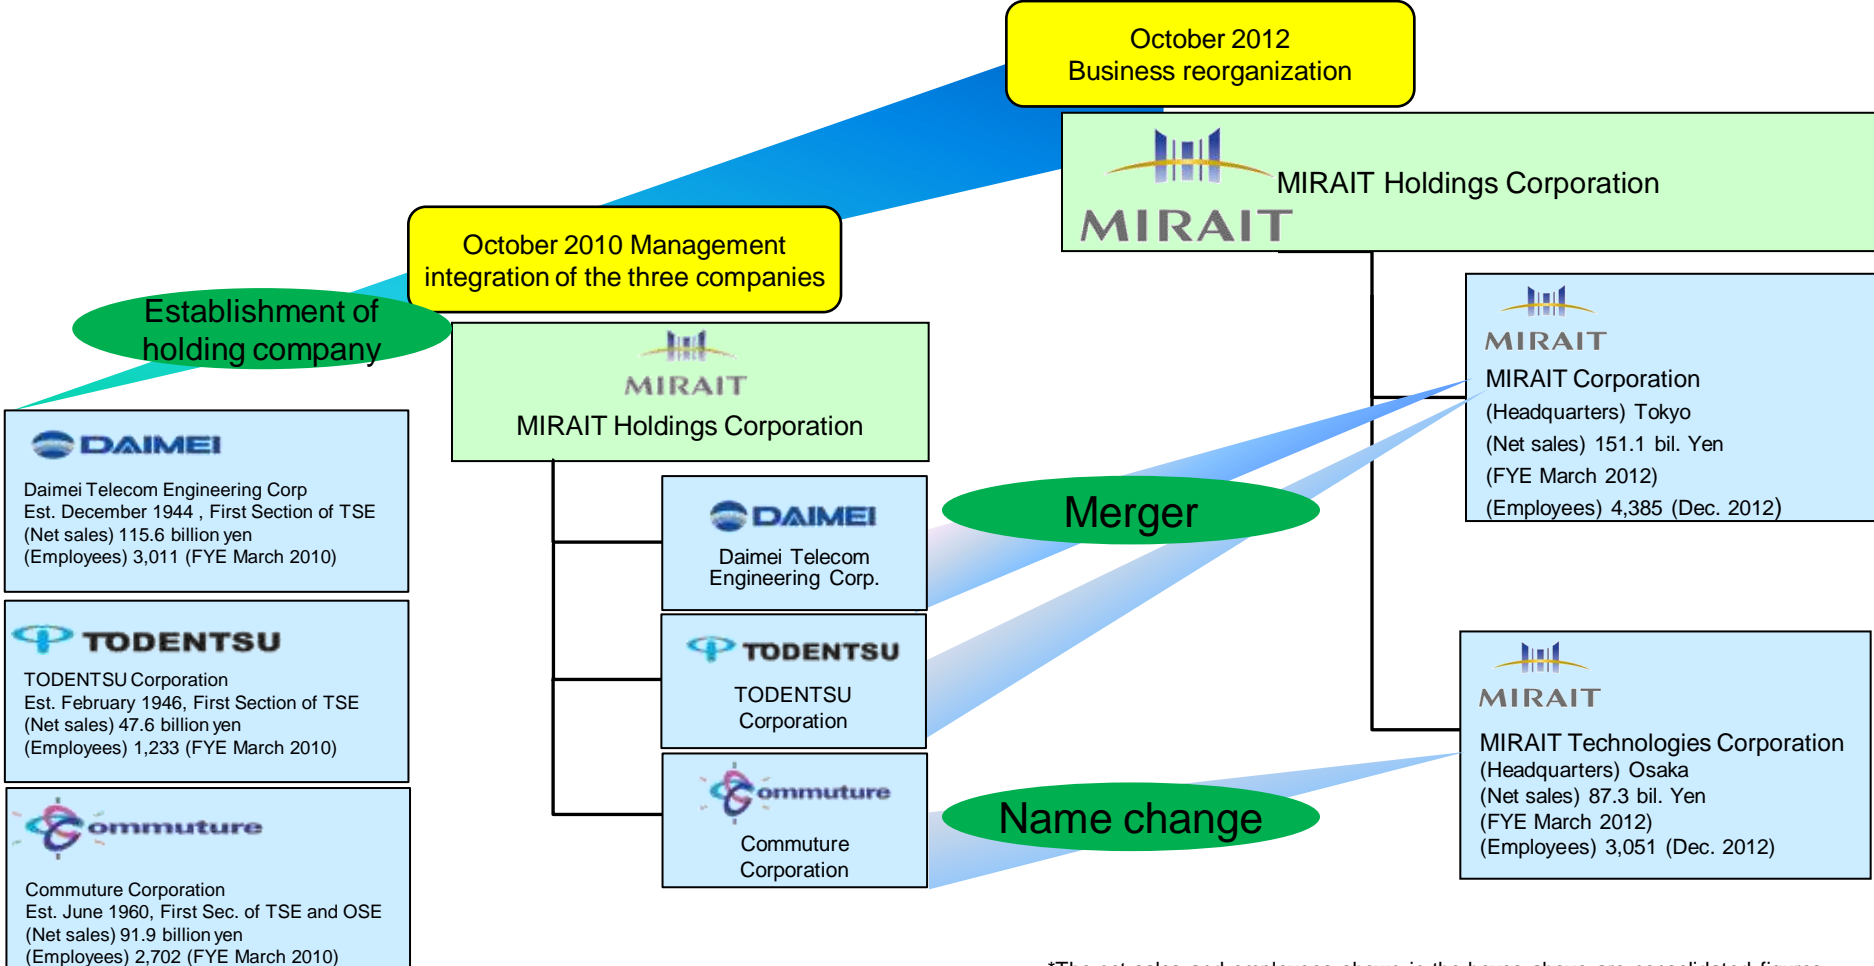 October 2012
Business reorganization
MIRAIT
MIRAIT Holdings Corporation
October 2010 Management
integration of the three companies
Establishment of
holding company
DAIMEI
Daimei Telecom Engineering Corp
Est. December 1944 , First Section of TSE
(Net sales) 115.6 billion yen
(Employees) 3,011 (FYE March 2010)
TODENTSU
TODENTSU Corporation
Est. February 1946, First Section of TSE
(Net sales) 47.6 billion yen
(Employees) 1,233 (FYE March 2010)
Commuture
Commuture Corporation
Est. June 1960, First Sec. of TSE and OSE
(Net sales) 91.9 billion yen
(Employees) 2,702 (FYE March 2010)
MIRAIT
MIRAIT Holdings Corporation
DAIMEI
Daimei Telecom
Engineering Corp.
TODENTSU
TODENTSU
Corporation
Commuture
Commuture
Corporation
Merger
Name change
MIRAIT
MIRAIT Corporation
(Headquarters) Tokyo
(Net sales) 151.1 bil. Yen
(FYE March 2012)
(Employees) 4,385 (Dec. 2012)
MIRAIT
MIRAIT Technologies Corporation
(Headquarters) Osaka
(Net sales) 87.3 bil. Yen
(FYE March 2012)
(Employees) 3,051 (Dec. 2012)